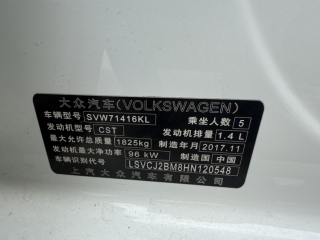 大众汽车(VOLKSWAGEN)
车辆型号 SVW71416KL 乘坐人数 5
发动机型号 CST 发动机排量 1.4 L
最大允许总质量 1825kg 制造年月 2017.11
最大净功率 96 kW 制造国 中国
车辆识别代号 LSVCJ2BM8HN120548
上汽大众汽车有限公司